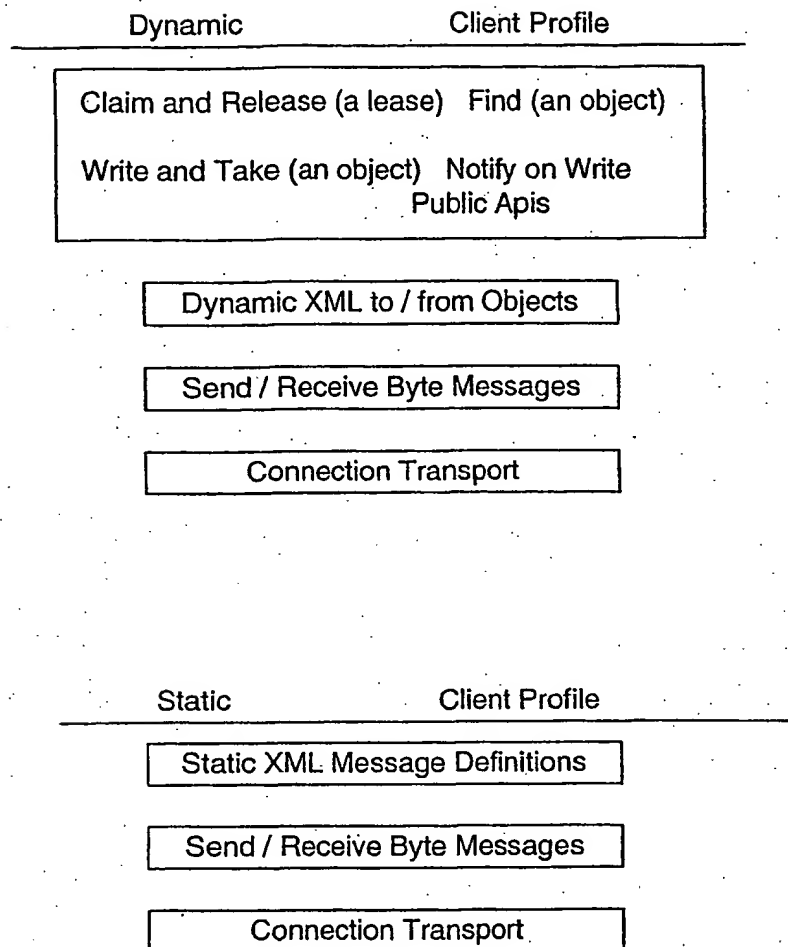 Dynamic Client Profile
Claim and Release (a lease) Find (an object)
Write and Take (an object) Notify on Write
Public Apis
Dynamic XML to / from Objects
Send / Receive Byte Messages
Connection Transport
Static Client Profile
Static XML Message Definitions
Send / Receive Byte Messages
Connection Transport